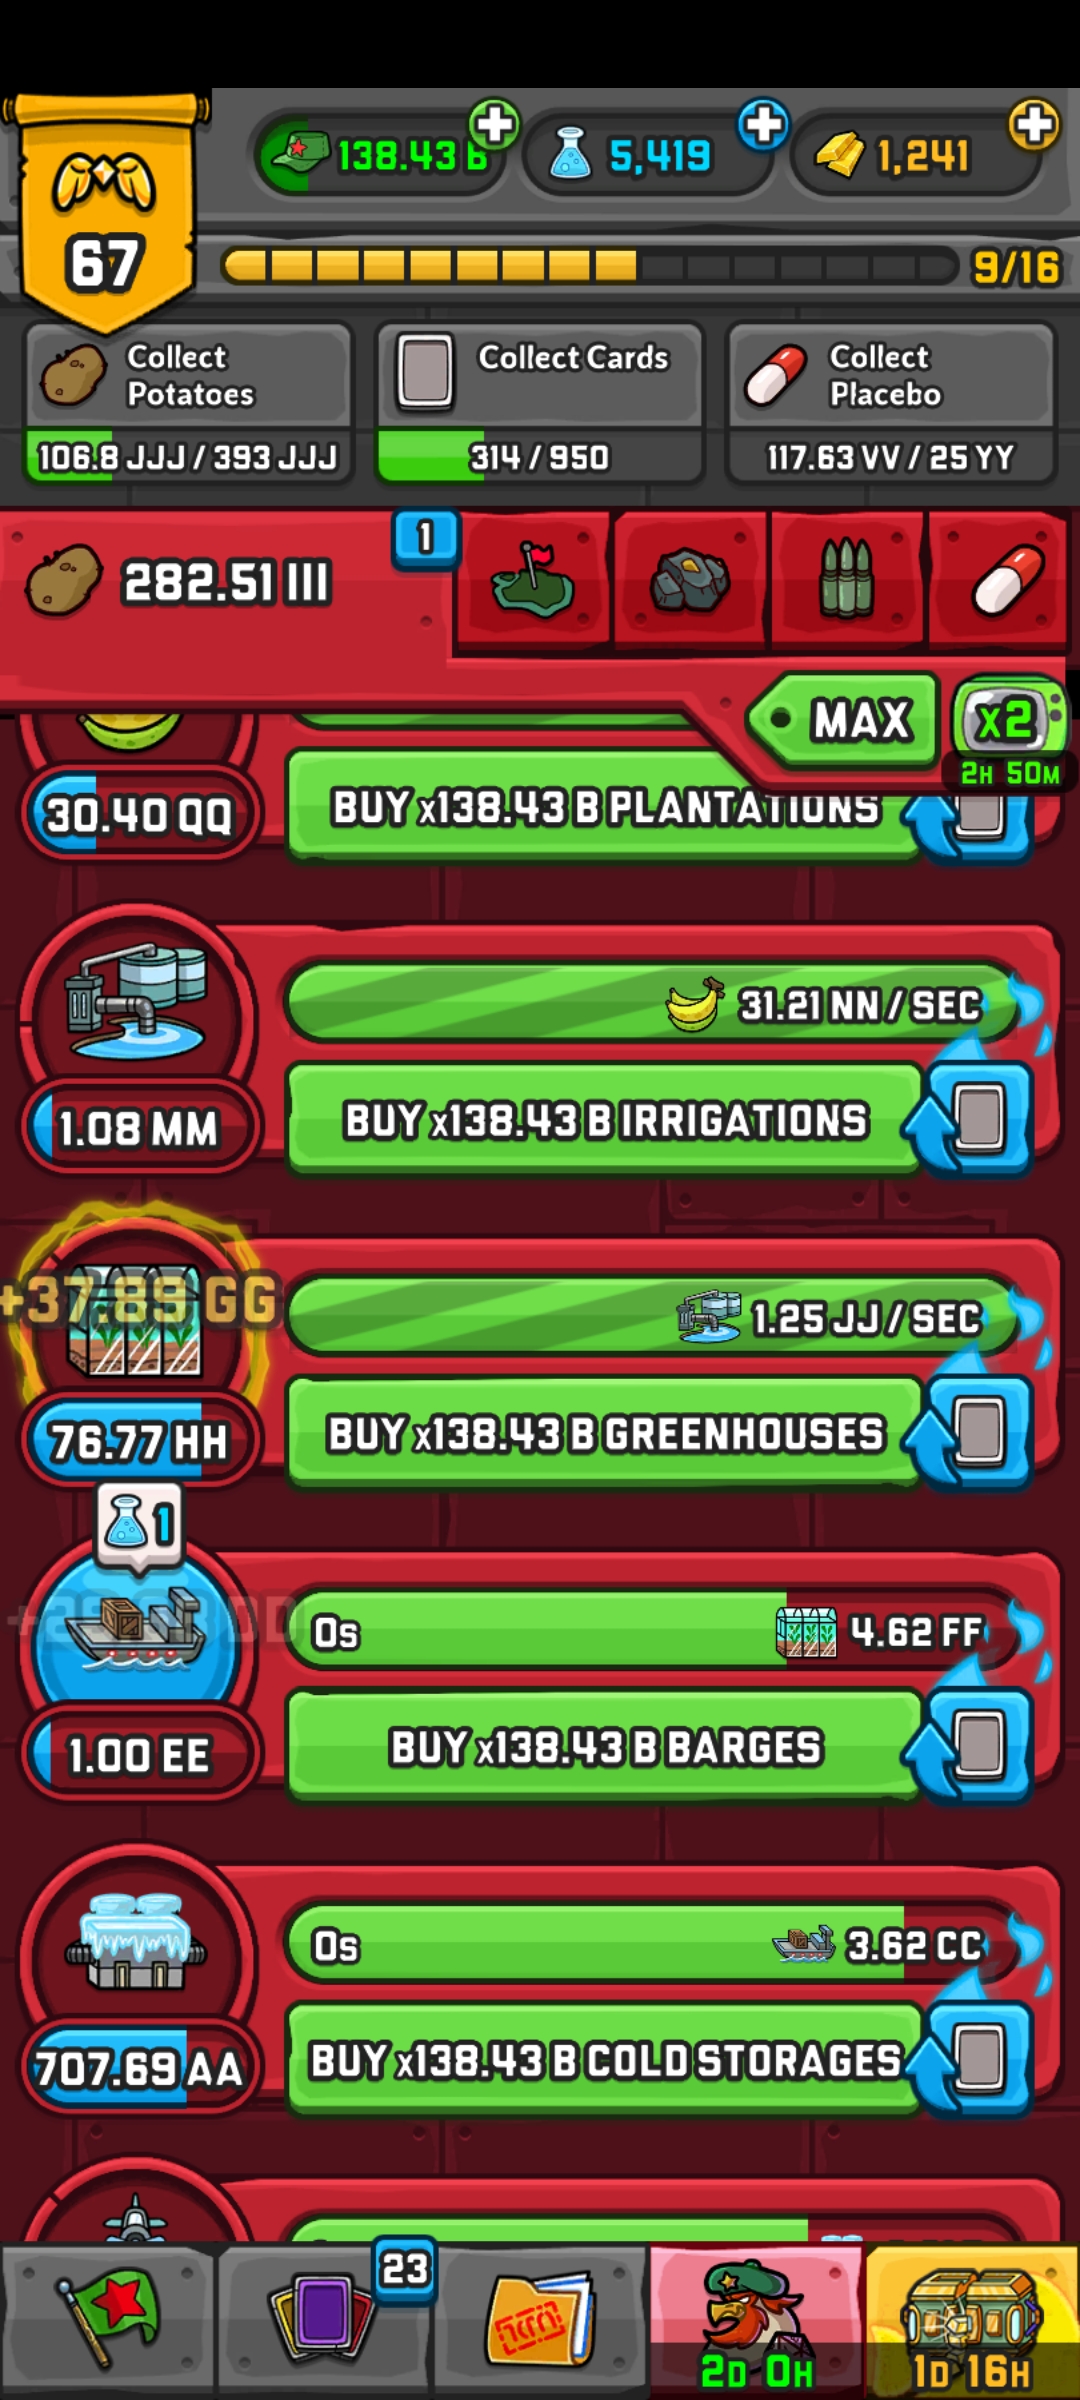 138.43 B
5,419
1,241
67
9/16
Collect
Potatoes
106.8 JJJ / 393 JJJ
Collect Cards
314 / 950
Collect
Placebo
117.63 VV / 25 YY
282.51 III
1
MAX
x2
2H 50M
30.40 QQ
BUY x138.43 B PLANTATIONS
31.21 NN / SEC
1.08 MM
BUY x138.43 B IRRIGATIONS
+37.89 GG
1.25 JJ / SEC
76.77 HH
BUY x138.43 B GREENHOUSES
1
0s
4.62 FF
1.00 EE
BUY x138.43 B BARGES
0s
3.62 CC
707.69 AA
BUY x138.43 B COLD STORAGES
23
2D 0H
1D 16H